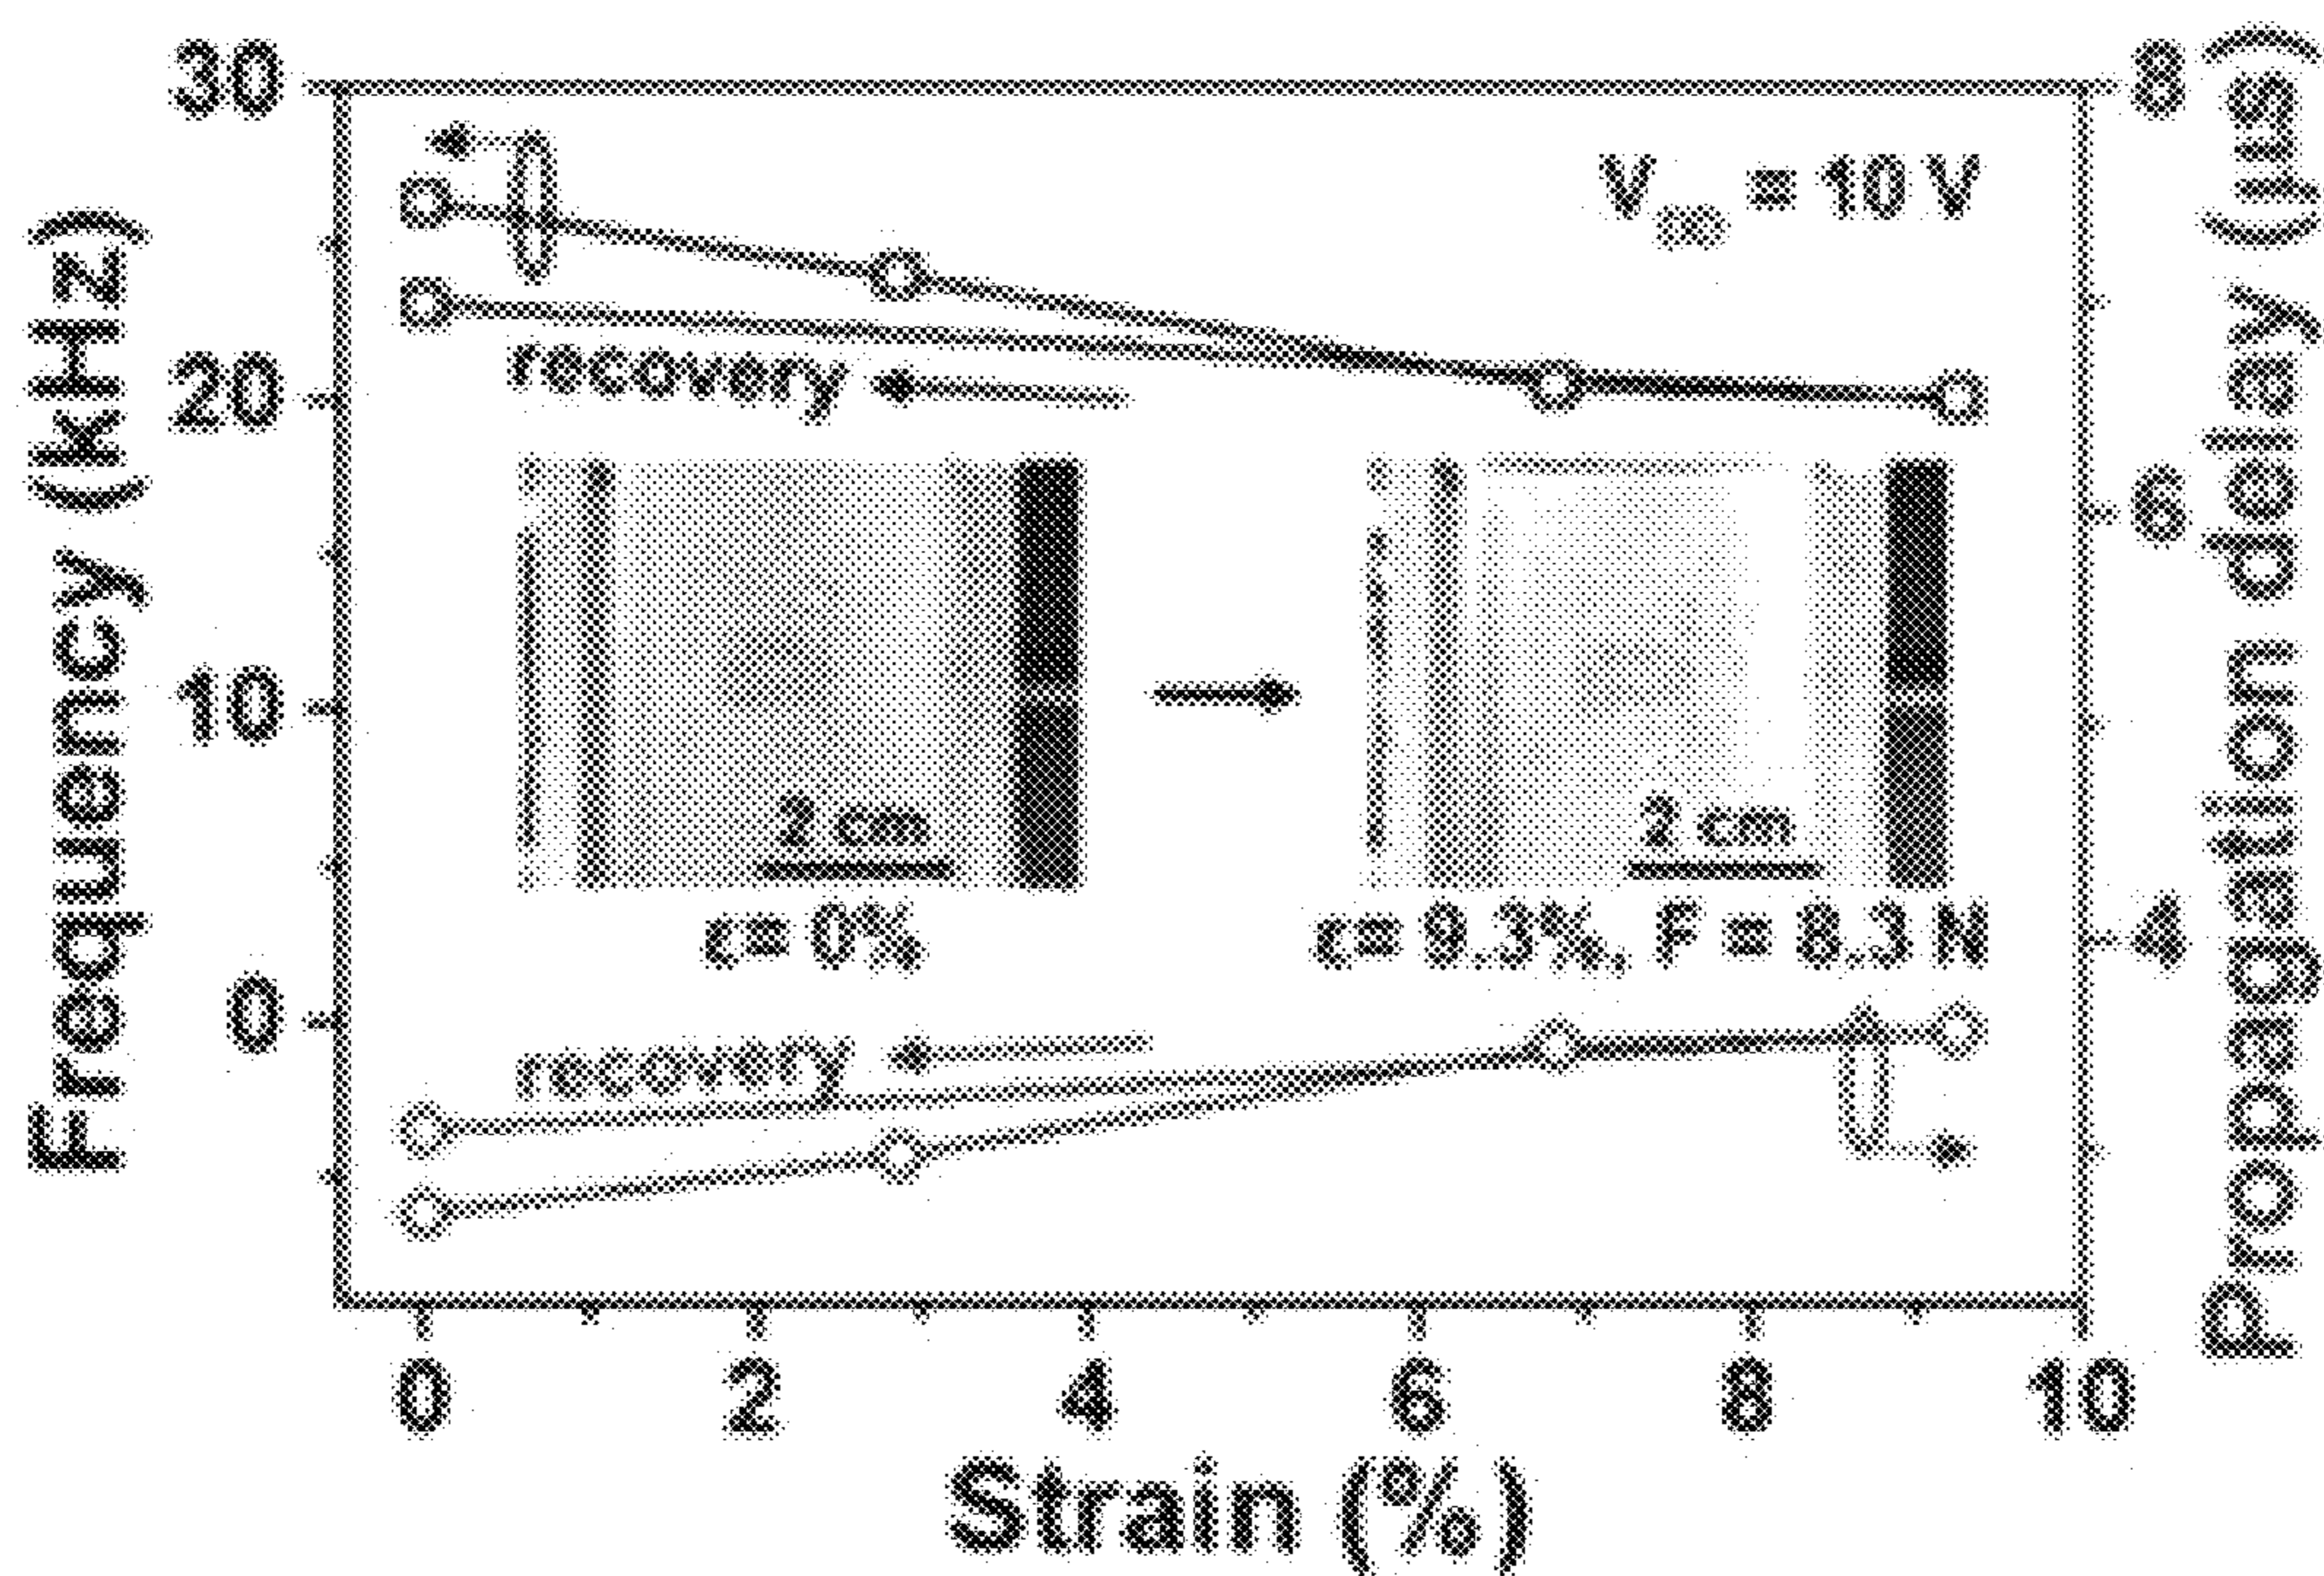 30
8
V = 10 V
20
recovery
6
10
2 cm
2 cm
ε= 0%
ε= 9.3%, F = 8.3 N
4
0
recovery
0
2
4
6
8
10
Strain (%)
Frequency (kHz)
Propagation delay (μs)